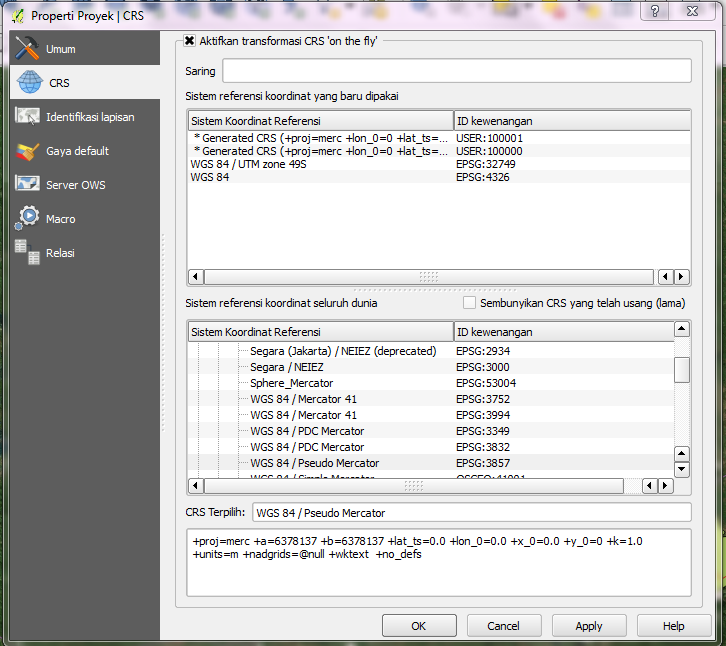 Properti Proyek | CRS
Umum
CRS
Identifikasi lapisan
Gaya default
Server OWS
Macro
Relasi
Aktifkan transformasi CRS 'on the fly'
Saring
Sistem referensi koordinat yang baru dipakai
Sistem Koordinat Referensi ID kewenangan
* Generated CRS (+proj=merc +lon_0=0 +lat_ts=... USER:100001
* Generated CRS (+proj=merc +lon_0=0 +lat_ts=... USER:100000
WGS 84 / UTM zone 49S EPSG:32749
WGS 84 EPSG:4326
Sistem referensi koordinat seluruh dunia Sembunyikan CRS yang telah usang (lama)
Sistem Koordinat Referensi ID kewenangan
Segara (Jakarta) / NEIEZ (deprecated) EPSG:2934
Segara / NEIEZ EPSG:3000
Sphere_Mercator EPSG:53004
WGS 84 / Mercator 41 EPSG:3752
WGS 84 / Mercator 41 EPSG:3994
WGS 84 / PDC Mercator EPSG:3349
WGS 84 / PDC Mercator EPSG:3832
WGS 84 / Pseudo Mercator EPSG:3857
CRS Terpilih: WGS 84 / Pseudo Mercator
+proj=merc +a=6378137 +b=6378137 +lat_ts=0.0 +lon_0=0.0 +x_0=0.0 +y_0=0 +k=1.0
+units=m +nadgrids=@null +wktext +no_defs
OK Cancel Apply Help